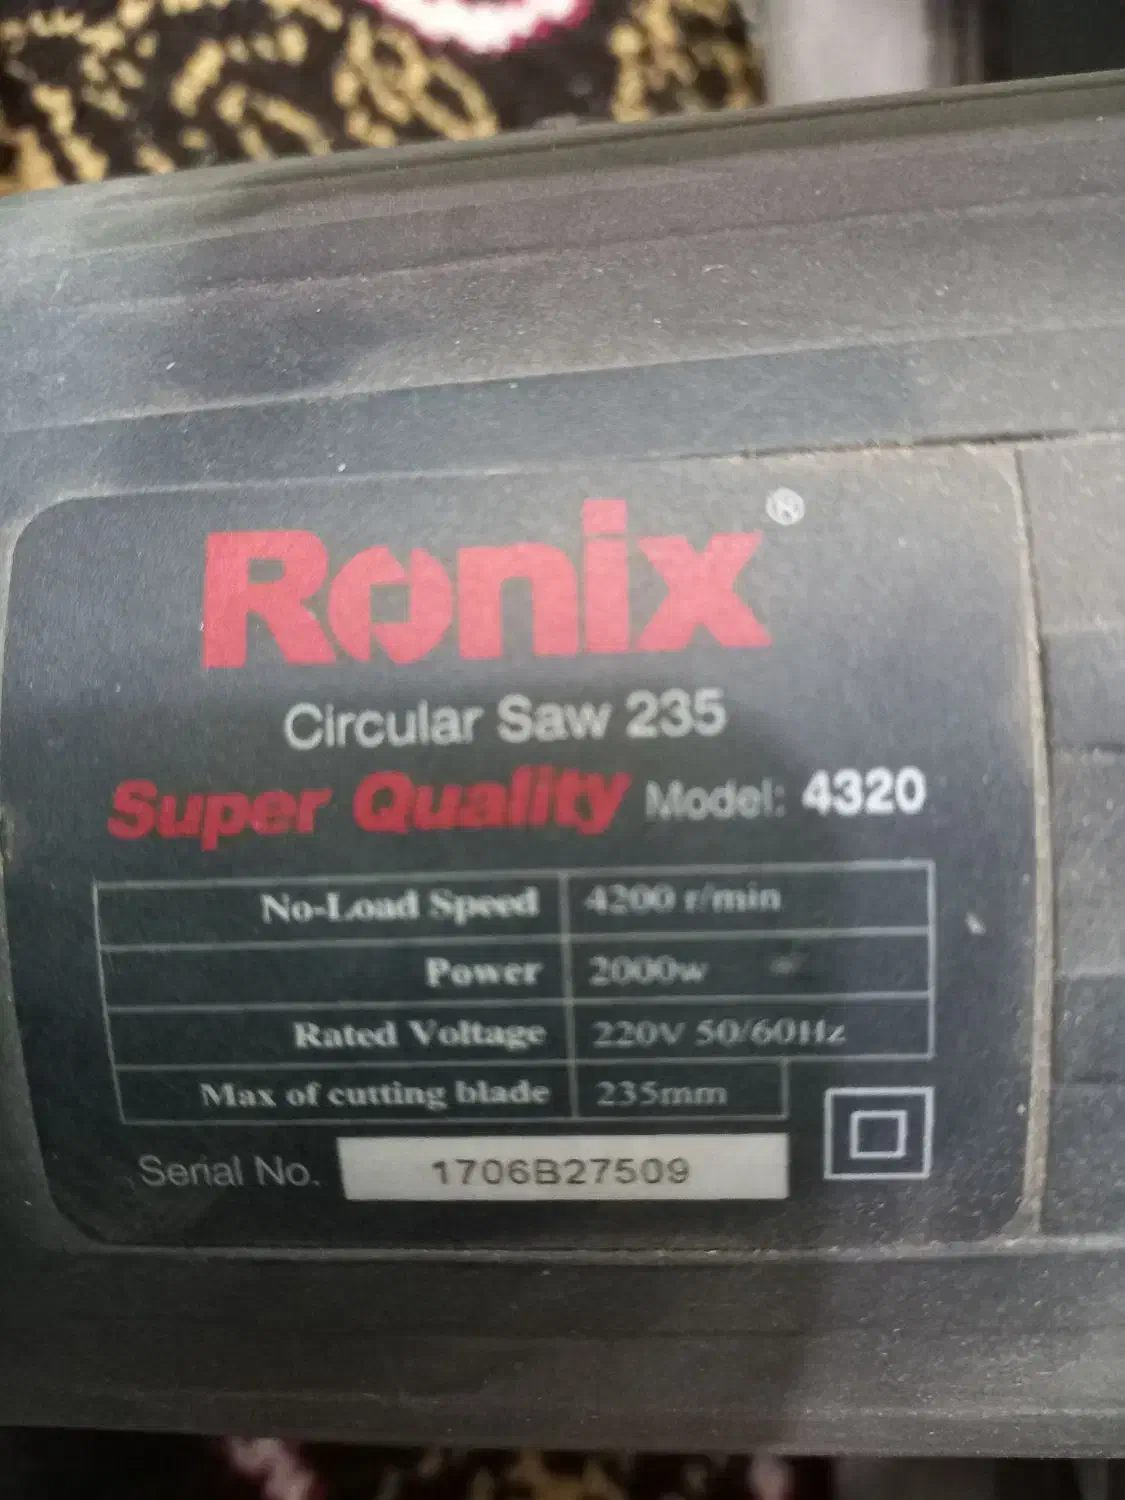 Ronix®
Circular Saw 235
Super Quality Model: 4320
No-Load Speed 4200 r/min
Power 2000w
Rated Voltage 220V 50/60Hz
Max of cutting blade 235mm
Serial No. 1706B27509